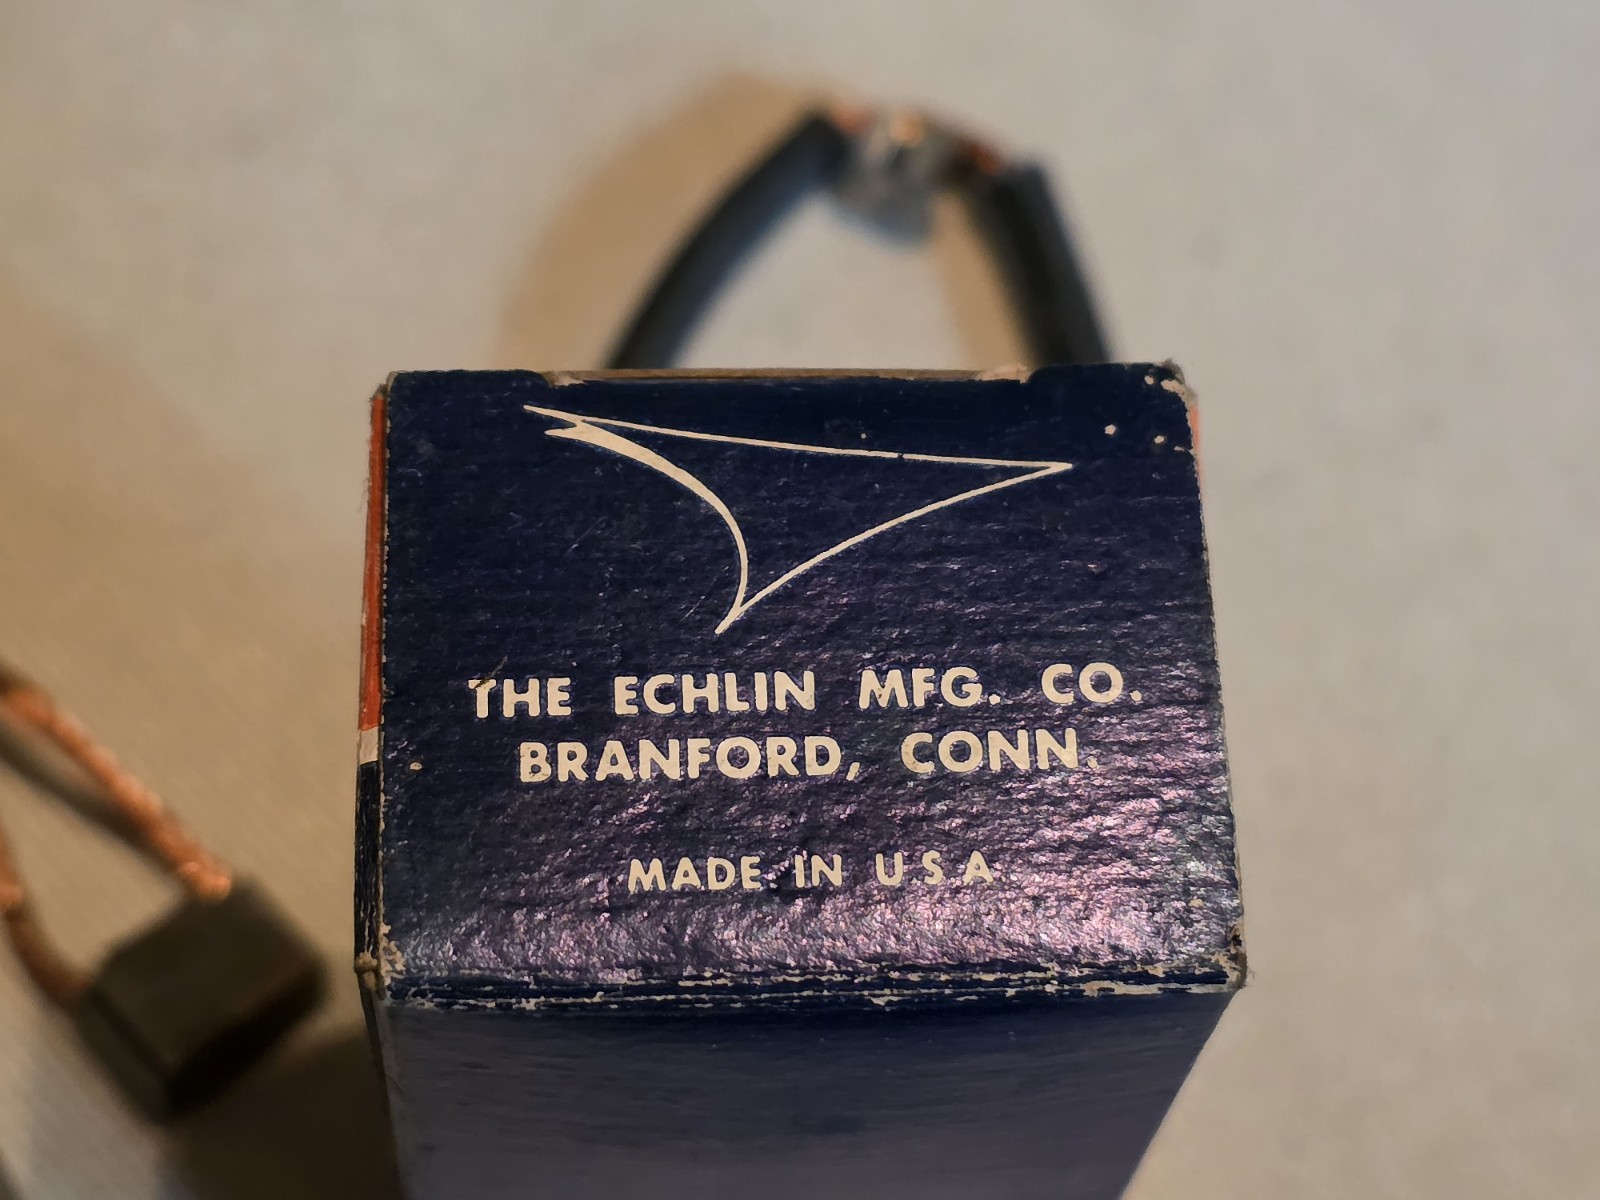 THE ECHLIN MFG. CO.
BRANFORD, CONN.
MADE IN U.S.A.